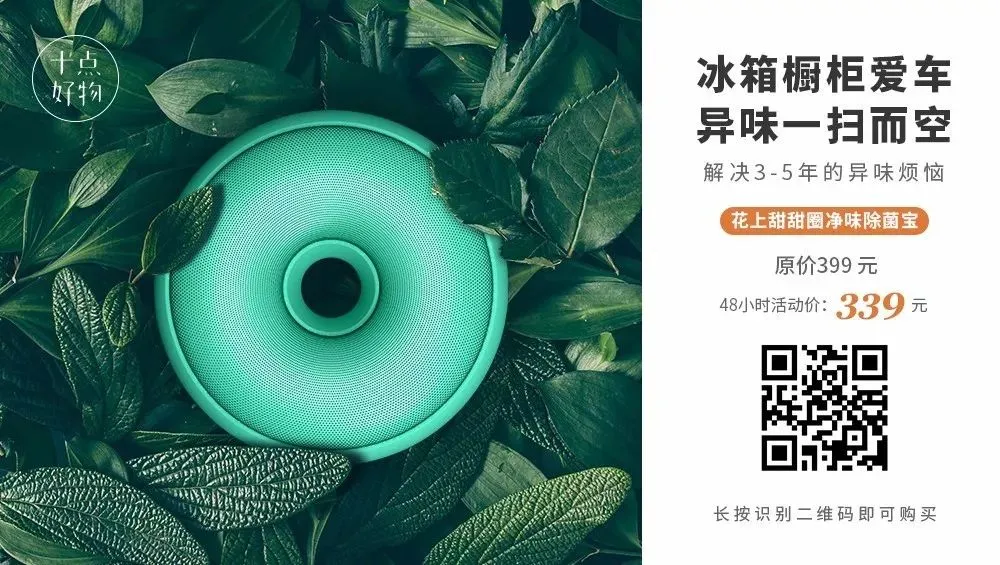 十点
好物
冰箱橱柜爱车
异味一扫而空
解决3-5年的异味烦恼
花上甜甜圈净味除菌宝
原价399 元
48小时活动价：339 元
长按识别二维码即可购买